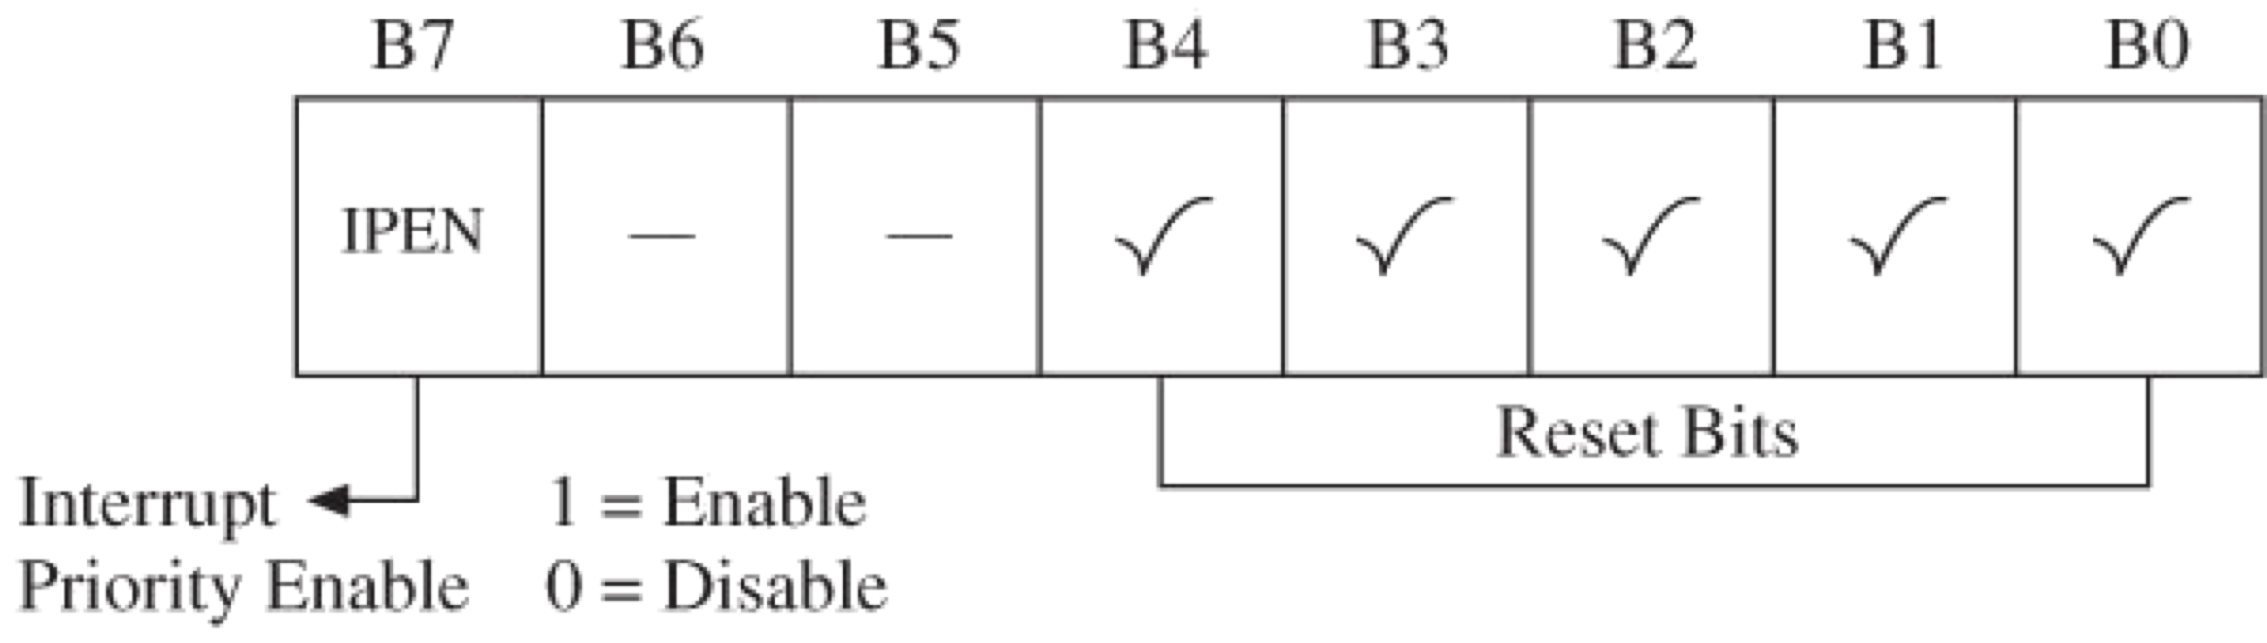 B7 B6 B5 B4 B3 B2 B1 B0
IPEN — — ✓ ✓ ✓ ✓ ✓
Reset Bits
Interrupt 1 = Enable
Priority Enable 0 = Disable